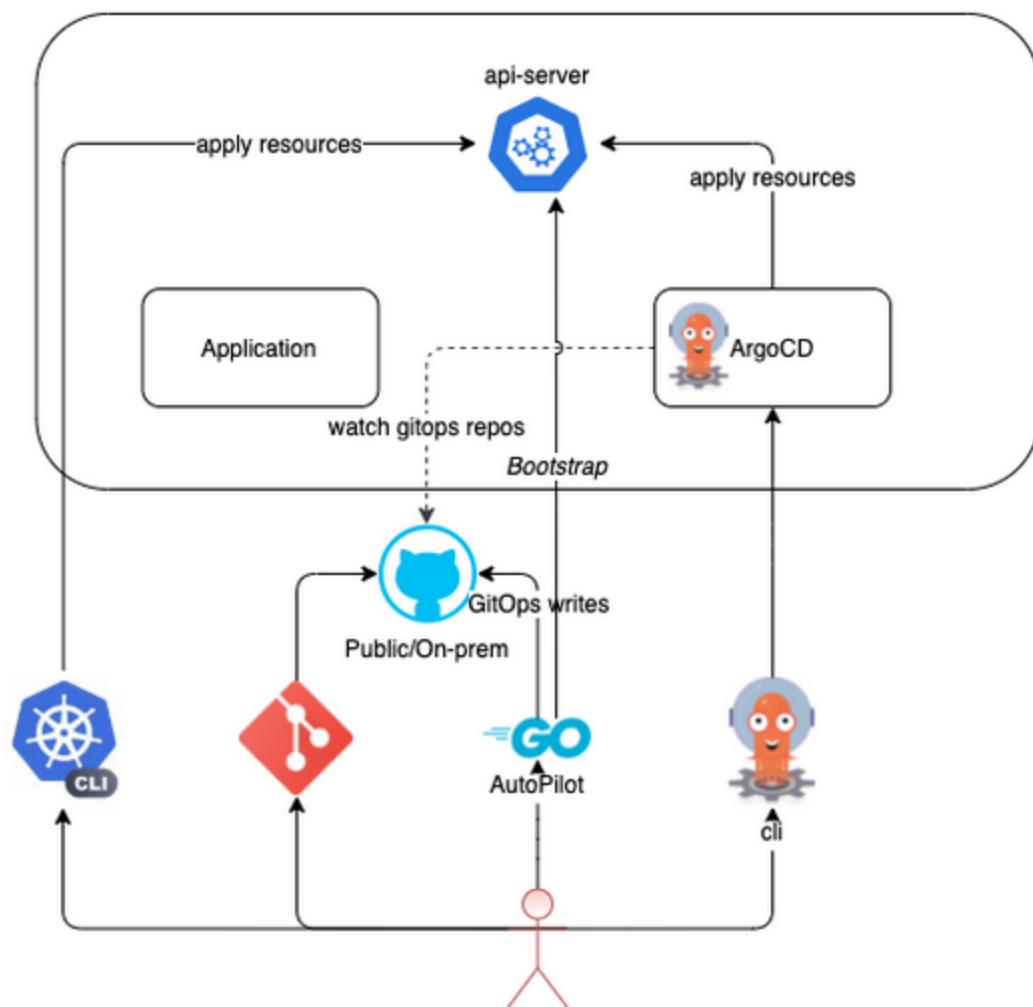 api-server
apply resources
apply resources
Application
ArgoCD
watch gitops repos
Bootstrap
GitOps writes
Public/On-prem
CLI
GO
AutoPilot
cli